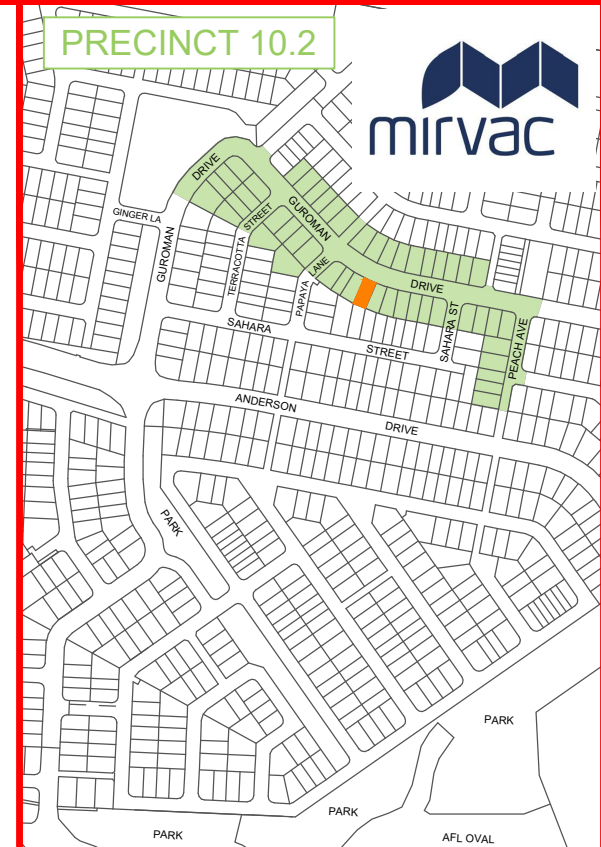 PRECINCT 10.2
mirvac
DRIVE
GINGER LA
STREET
GUROMAN
GUROMAN
TERRACOTTA
LANE
PAPAYA
DRIVE
SAHARA
STREET
SAHARA ST
PEACH AVE
ANDERSON
DRIVE
PARK
PARK
PARK
PARK
AFL OVAL